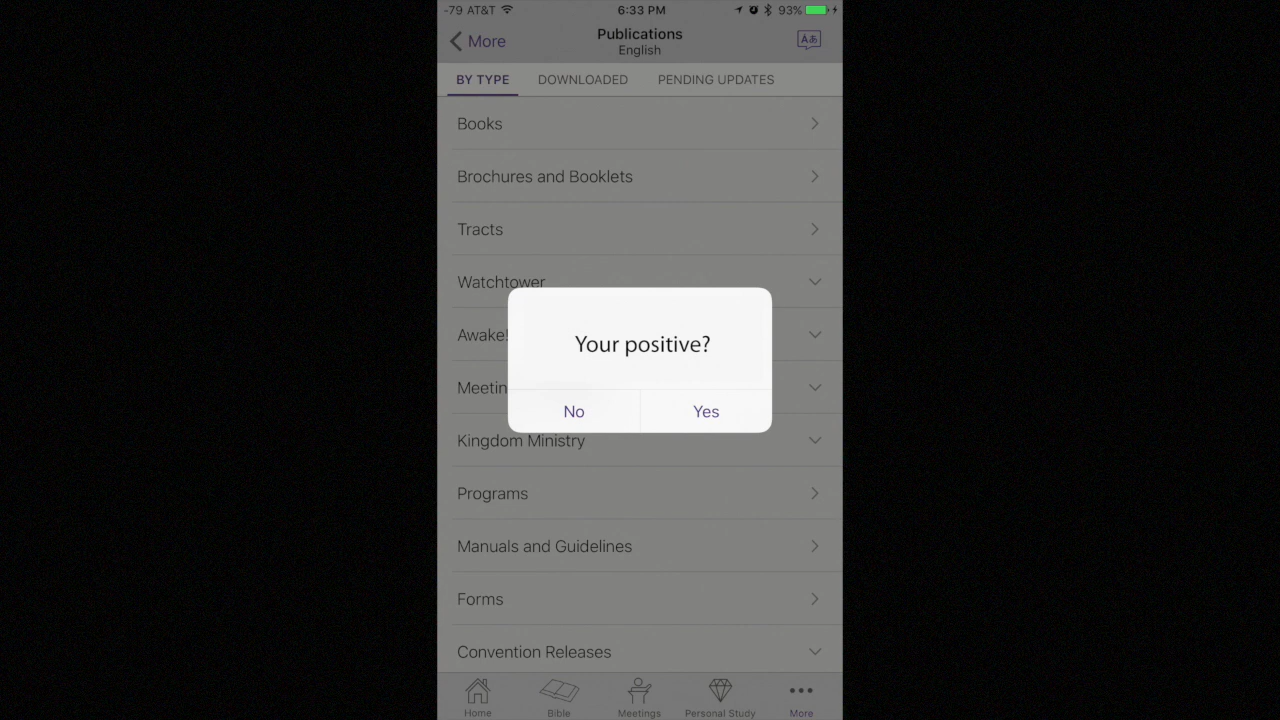 -79 AT&T 6:33 PM 93%
More
Publications
English
BY TYPE DOWNLOADED PENDING UPDATES
Books
Brochures and Booklets
Tracts
Watchtower
Awake!
Your positive?
Meetin
No Yes
Kingdom Ministry
Programs
Manuals and Guidelines
Forms
Convention Releases
Home Bible Meetings Personal Study More